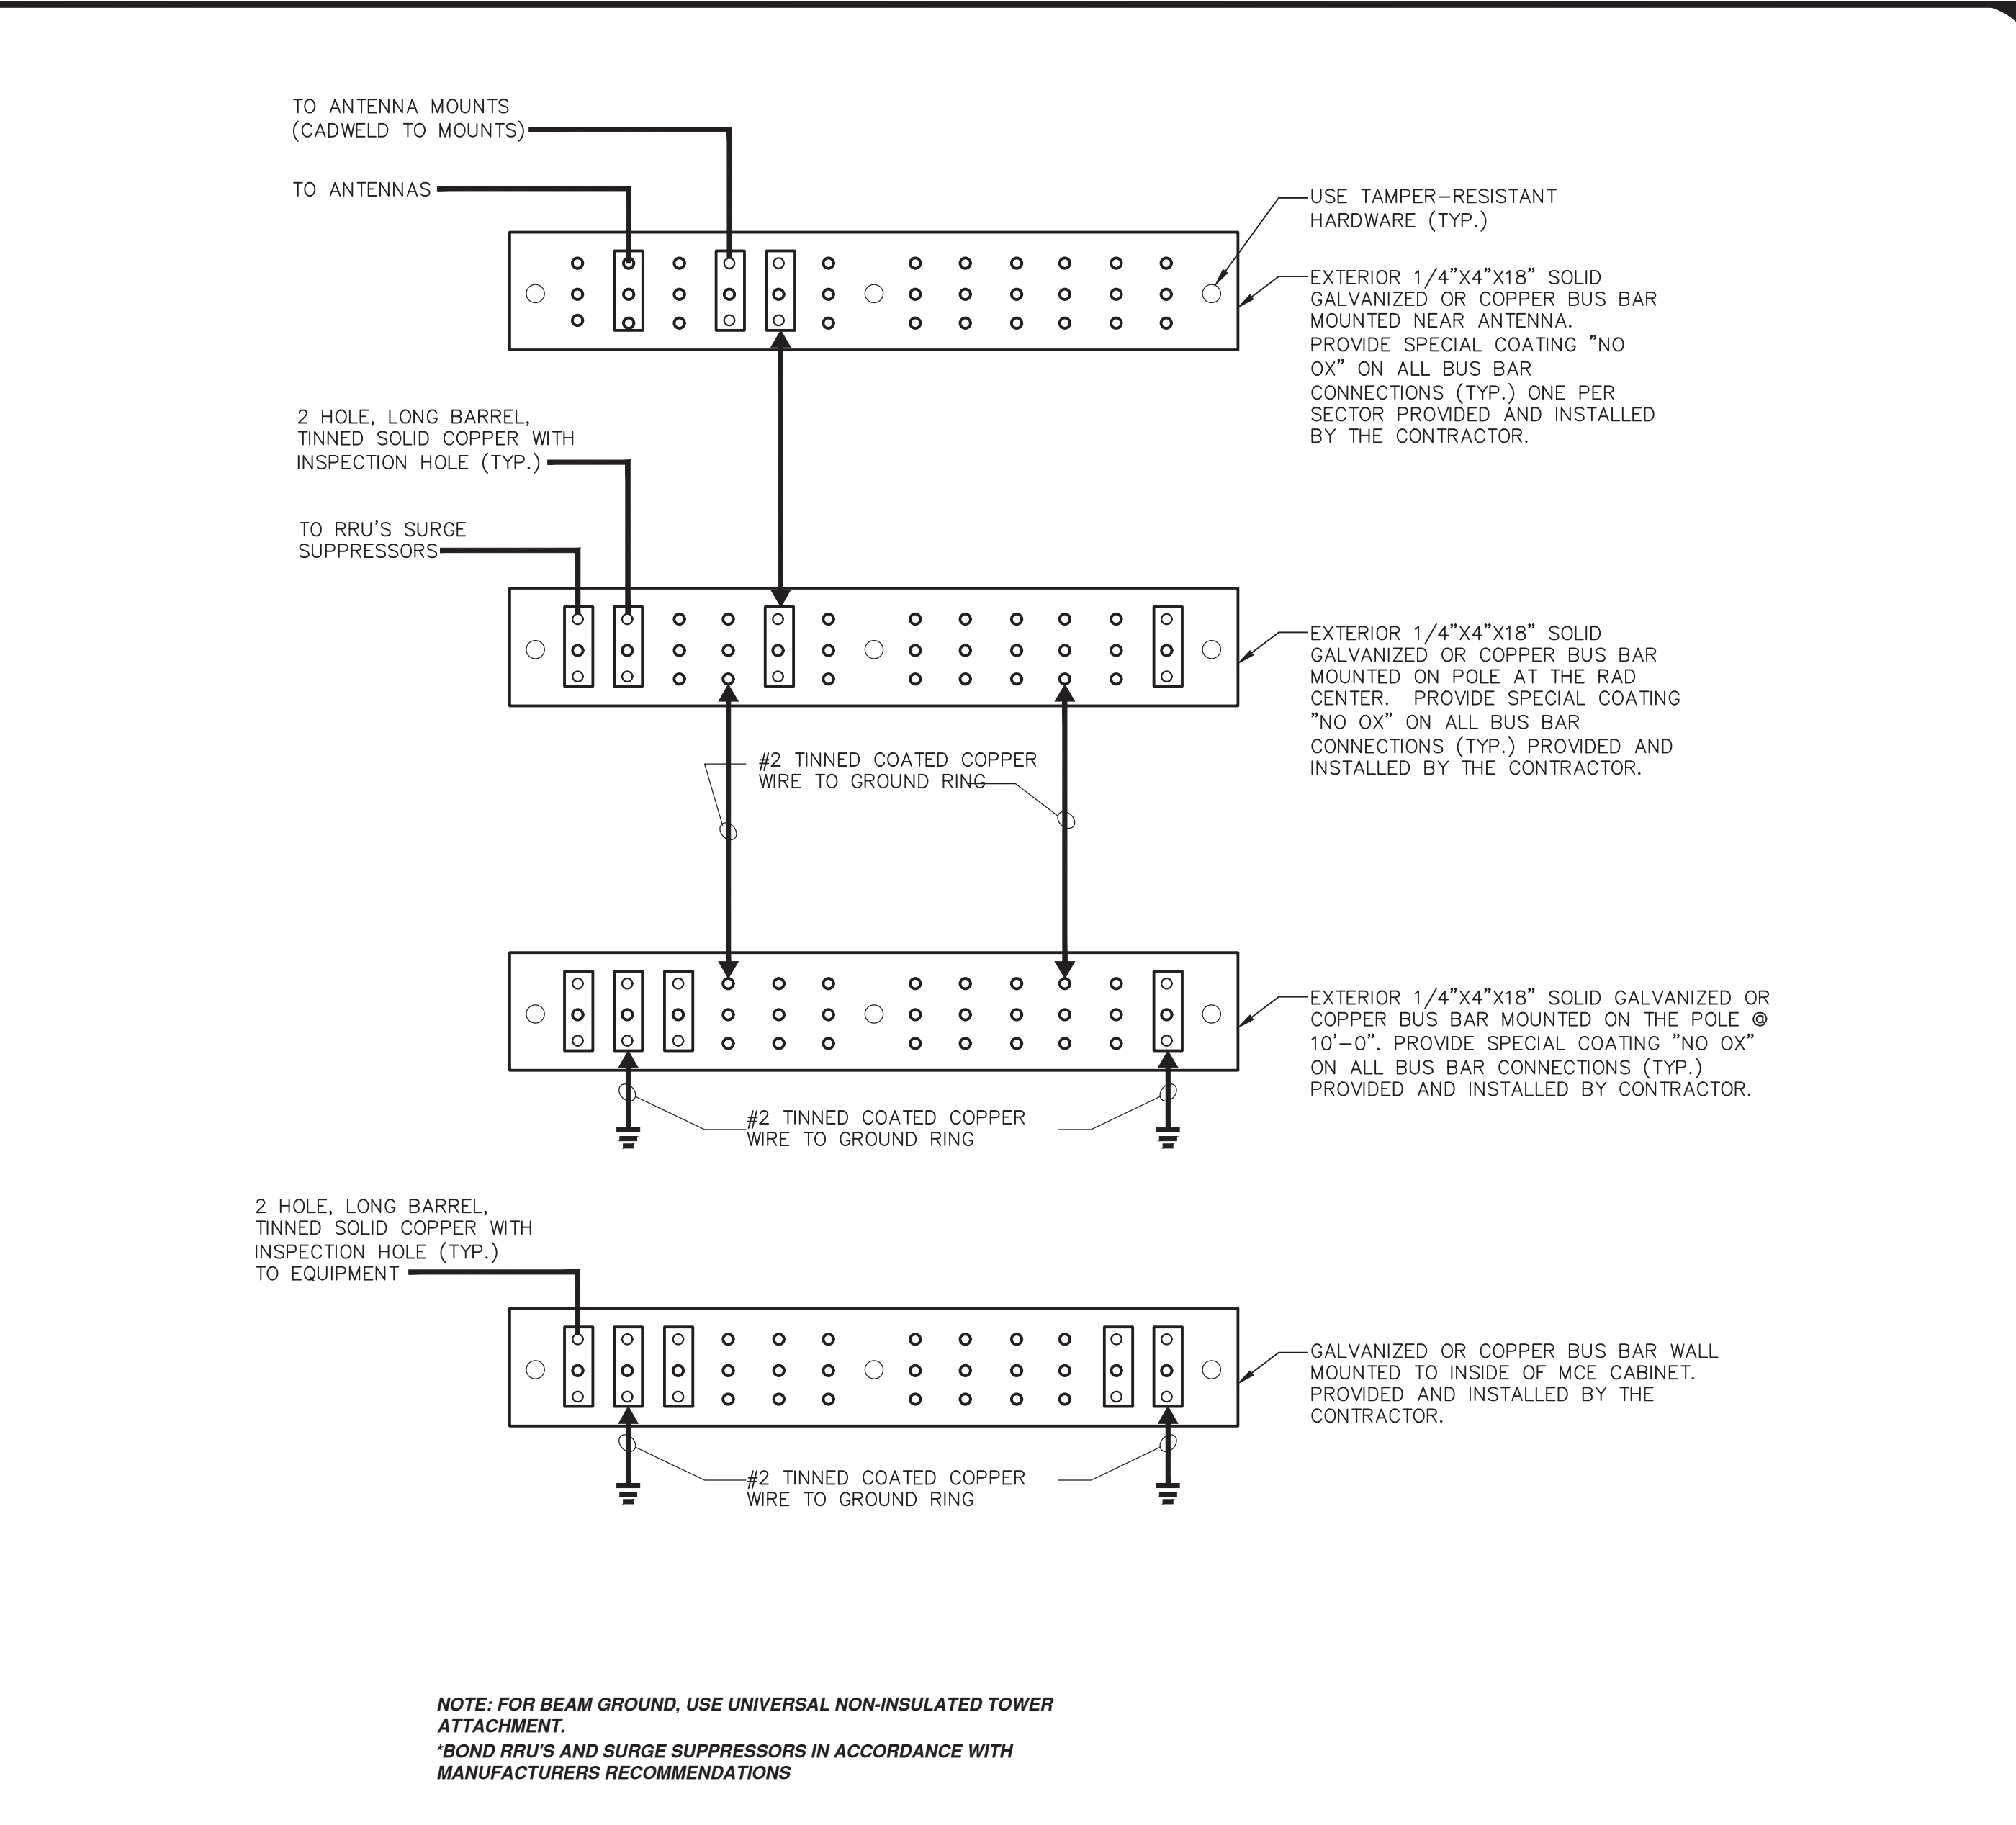 TO ANTENNA MOUNTS
(CADWELD TO MOUNTS)
TO ANTENNAS
USE TAMPER-RESISTANT
HARDWARE (TYP.)
EXTERIOR 1/4"X4"X18" SOLID
GALVANIZED OR COPPER BUS BAR
MOUNTED NEAR ANTENNA.
PROVIDE SPECIAL COATING "NO
OX" ON ALL BUS BAR
CONNECTIONS (TYP.) ONE PER
SECTOR PROVIDED AND INSTALLED
BY THE CONTRACTOR.
2 HOLE, LONG BARREL,
TINNED SOLID COPPER WITH
INSPECTION HOLE (TYP.)
TO RRU'S SURGE
SUPPRESSORS
EXTERIOR 1/4"X4"X18" SOLID
GALVANIZED OR COPPER BUS BAR
MOUNTED ON POLE AT THE RAD
CENTER. PROVIDE SPECIAL COATING
"NO OX" ON ALL BUS BAR
CONNECTIONS (TYP.) PROVIDED AND
INSTALLED BY THE CONTRACTOR.
#2 TINNED COATED COPPER
WIRE TO GROUND RING
EXTERIOR 1/4"X4"X18" SOLID GALVANIZED OR
COPPER BUS BAR MOUNTED ON THE POLE @
10'-0". PROVIDE SPECIAL COATING "NO OX"
ON ALL BUS BAR CONNECTIONS (TYP.)
PROVIDED AND INSTALLED BY CONTRACTOR.
#2 TINNED COATED COPPER
WIRE TO GROUND RING
2 HOLE, LONG BARREL,
TINNED SOLID COPPER WITH
INSPECTION HOLE (TYP.)
TO EQUIPMENT
GALVANIZED OR COPPER BUS BAR WALL
MOUNTED TO INSIDE OF MCE CABINET.
PROVIDED AND INSTALLED BY THE
CONTRACTOR.
#2 TINNED COATED COPPER
WIRE TO GROUND RING
NOTE: FOR BEAM GROUND, USE UNIVERSAL NON-INSULATED TOWER
ATTACHMENT.
*BOND RRU'S AND SURGE SUPPRESSORS IN ACCORDANCE WITH
MANUFACTURERS RECOMMENDATIONS